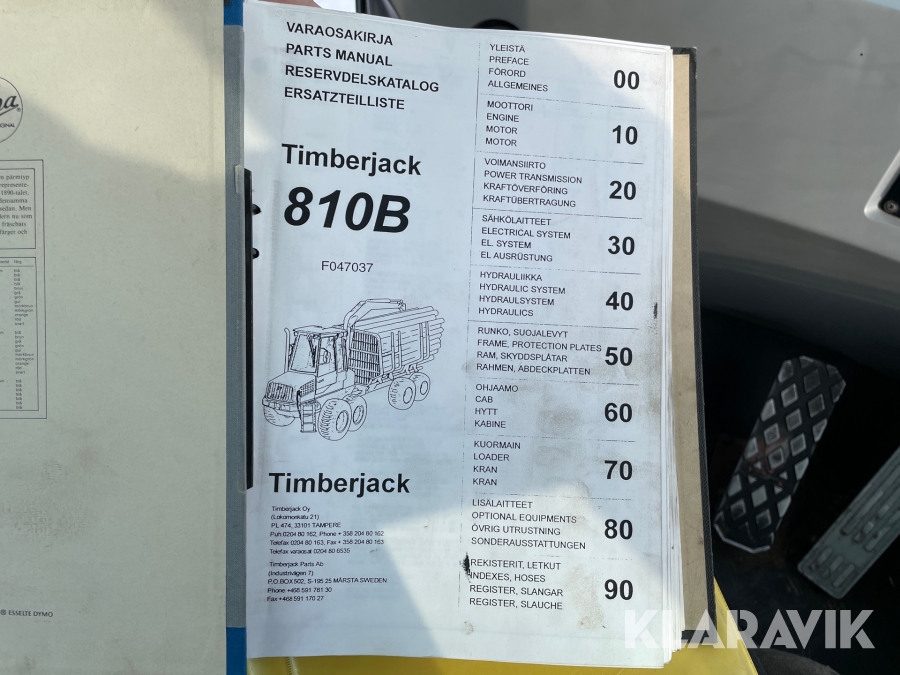 VARAOSAKIRJA
PARTS MANUAL
RESERVDELSKATALOG
ERSATZTEILLISTE
Timberjack
810B
F047037
Timberjack
Timberjack Oy
(Lokomonkatu 21)
PL 474, 33101 TAMPERE
Puh.0204 80 162, Phone + 358 204 80 162
Telefax 0204 80 163, Fax + 358 204 80 163
Telefax varaosat 0204 80 6535
Timberjack Parts Ab
(Industrivägen 7)
P.O.BOX 502, S-195 25 MÄRSTA SWEDEN
Phone +468 591 781 30
Fax +468 591 170 27
YLEISTÄ
PREFACE
FÖRORD
ALLGEMEINES
00
MOOTTORI
ENGINE
MOTOR
MOTOR
10
VOIMANSIIRTO
POWER TRANSMISSION
KRAFTÖVERFÖRING
KRAFTÜBERTRAGUNG
20
SÄHKÖLAITTEET
ELECTRICAL SYSTEM
EL. SYSTEM
EL AUSRÜSTUNG
30
HYDRAULIIKKA
HYDRAULIC SYSTEM
HYDRAULSYSTEM
HYDRAULICS
40
RUNKO, SUOJALEVYT
FRAME, PROTECTION PLATES
RAM, SKYDDSPLÅTAR
RAHMEN, ABDECKPLATTEN
50
OHJAAMO
CAB
HYTT
KABINE
60
KUORMAIN
LOADER
KRAN
KRAN
70
LISÄLAITTEET
OPTIONAL EQUIPMENTS
ÖVRIG UTRUSTNING
SONDERAUSSTATTUNGEN
80
REKISTERIT, LETKUT
INDEXES, HOSES
REGISTER, SLANGAR
REGISTER, SLAUCHE
90
® ESSELTE DYMO
KLARAVIK